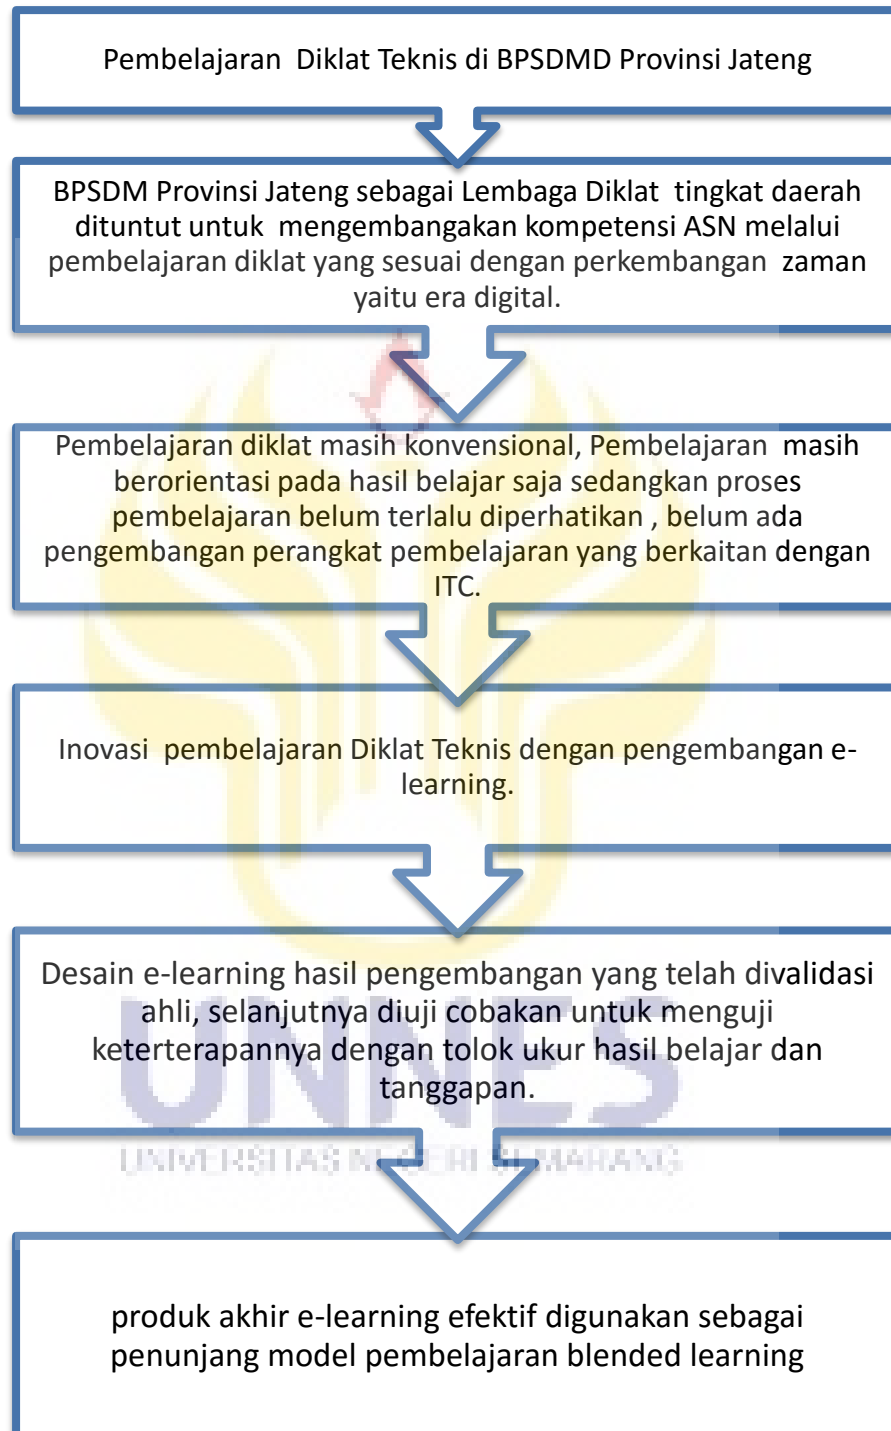 Pembelajaran Diklat Teknis di BPSDMD Provinsi Jateng
BPSDM Provinsi Jateng sebagai Lembaga Diklat tingkat daerah
dituntut untuk mengembangakan kompetensi ASN melalui
pembelajaran diklat yang sesuai dengan perkembangan zaman
yaitu era digital.
Pembelajaran diklat masih konvensional, Pembelajaran masih
berorientasi pada hasil belajar saja sedangkan proses
pembelajaran belum terlalu diperhatikan , belum ada
pengembangan perangkat pembelajaran yang berkaitan dengan
ITC.
Inovasi pembelajaran Diklat Teknis dengan pengembangan e-
learning.
Desain e-learning hasil pengembangan yang telah divalidasi
ahli, selanjutnya diuji cobakan untuk menguji
keterterapannya dengan tolok ukur hasil belajar dan
tanggapan.
UNNES
UNIVERSITAS NEGERI SEMARANG
produk akhir e-learning efektif digunakan sebagai
penunjang model pembelajaran blended learning